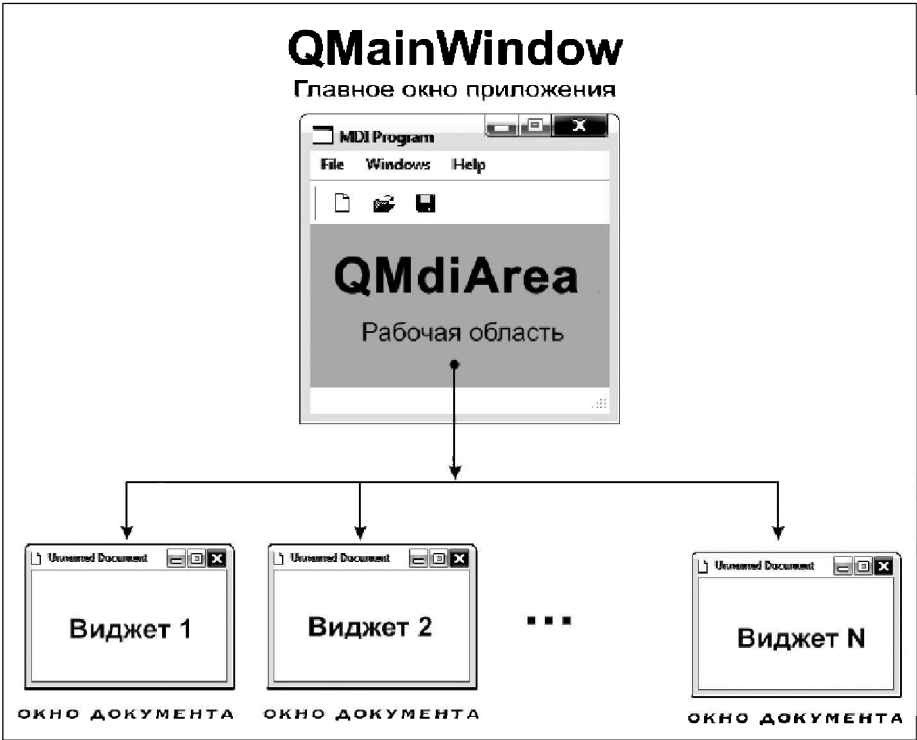 QMainWindow
Главное окно приложения
MDI Program
File Windows Help
QMdiArea
Рабочая область
Unnamed Document
Unnamed Document
Unnamed Document
Виджет 1
Виджет 2
...
Виджет N
ОКНО ДОКУМЕНТА
ОКНО ДОКУМЕНТА
ОКНО ДОКУМЕНТА